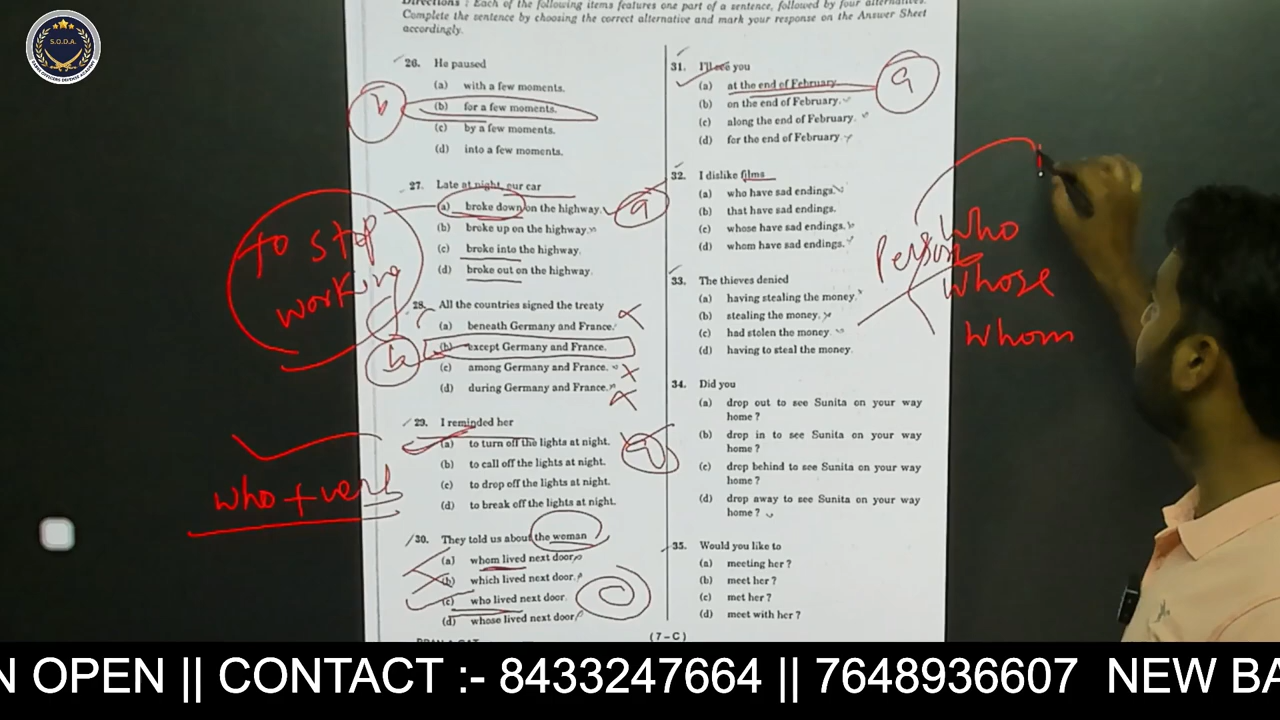 S.O.D.A.
Directions : Each of the following items features one part of a sentence, followed by four alternatives.
Complete the sentence by choosing the correct alternative and mark your response on the Answer Sheet
accordingly.
26. He paused
(a) with a few moments.
(b) for a few moments.
(c) by a few moments.
(d) into a few moments.
b
27. Late at night, our car
(a) broke down on the highway.
(b) broke up on the highway.
(c) broke into the highway.
(d) broke out on the highway.
a
to stop
working
28. All the countries signed the treaty
(a) beneath Germany and France.
(b) except Germany and France.
(c) among Germany and France.
(d) during Germany and France.
b
29. I reminded her
(a) to turn off the lights at night.
(b) to call off the lights at night.
(c) to drop off the lights at night.
(d) to break off the lights at night.
a
who + verb
30. They told us about the woman
(a) whom lived next door.
(b) which lived next door.
(c) who lived next door.
(d) whose lived next door.
c
31. I'll see you
(a) at the end of February.
(b) on the end of February.
(c) along the end of February.
(d) for the end of February.
a
32. I dislike films
(a) who have sad endings.
(b) that have sad endings.
(c) whose have sad endings.
(d) whom have sad endings.
Person
who
whose
whom
33. The thieves denied
(a) having stealing the money.
(b) stealing the money.
(c) had stolen the money.
(d) having to steal the money.
34. Did you
(a) drop out to see Sunita on your way
home ?
(b) drop in to see Sunita on your way
home ?
(c) drop behind to see Sunita on your way
home ?
(d) drop away to see Sunita on your way
home ?
35. Would you like to
(a) meeting her ?
(b) meet her ?
(c) met her ?
(d) meet with her ?
(7 – C)
N OPEN || CONTACT :- 8433247664 || 7648936607 NEW BA